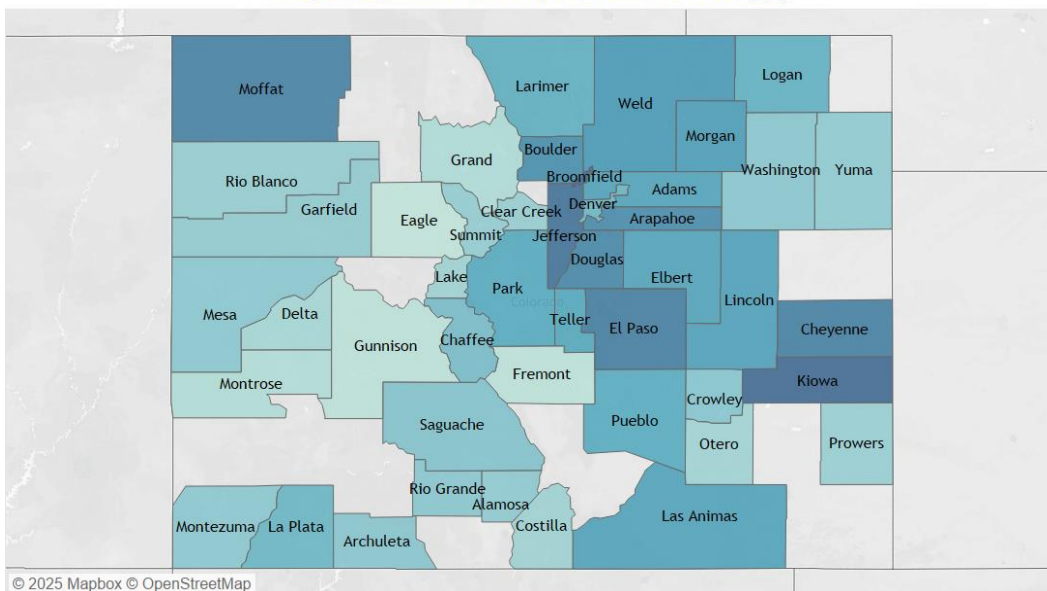 Moffat
Larimer
Logan
Weld
Morgan
Boulder
Grand
Washington
Yuma
Rio Blanco
Broomfield
Adams
Garfield
Eagle
Clear Creek
Denver
Summit
Arapahoe
Jefferson
Douglas
Lake
Park
Elbert
Lincoln
Colorado
Mesa
Delta
Teller
El Paso
Cheyenne
Gunnison
Chaffee
Fremont
Kiowa
Montrose
Crowley
Saguache
Pueblo
Otero
Prowers
Rio Grande
Alamosa
Las Animas
Montezuma
La Plata
Costilla
Archuleta
© 2025 Mapbox © OpenStreetMap